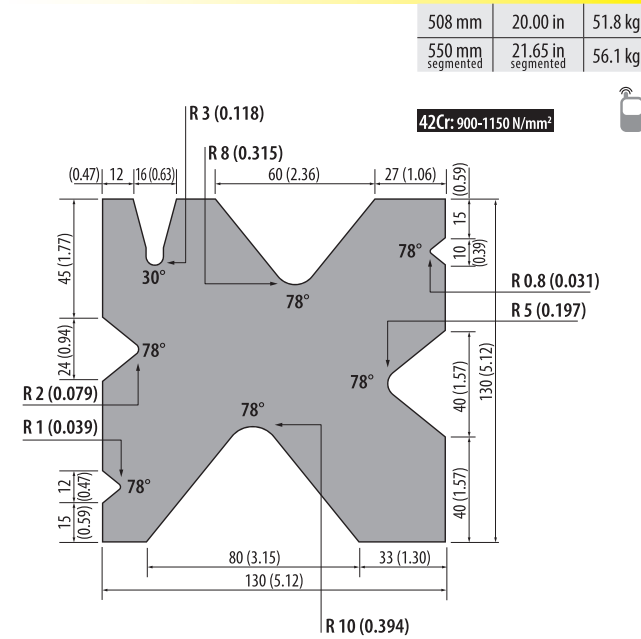 508 mm 20.00 in 51.8 kg
550 mm 21.65 in 56.1 kg
segmented segmented
42Cr: 900-1150 N/mm²
R 3 (0.118)
R 8 (0.315)
(0.47) 12 16 (0.63) 60 (2.36) 27 (1.06)
15 (0.59)
10 (0.39)
45 (1.77)
30°
78°
78°
R 0.8 (0.031)
R 5 (0.197)
24 (0.94)
78°
78°
R 2 (0.079)
40 (1.57)
130 (5.12)
78°
R 1 (0.039)
12 (0.47)
78°
15 (0.59)
40 (1.57)
80 (3.15) 33 (1.30)
130 (5.12)
R 10 (0.394)